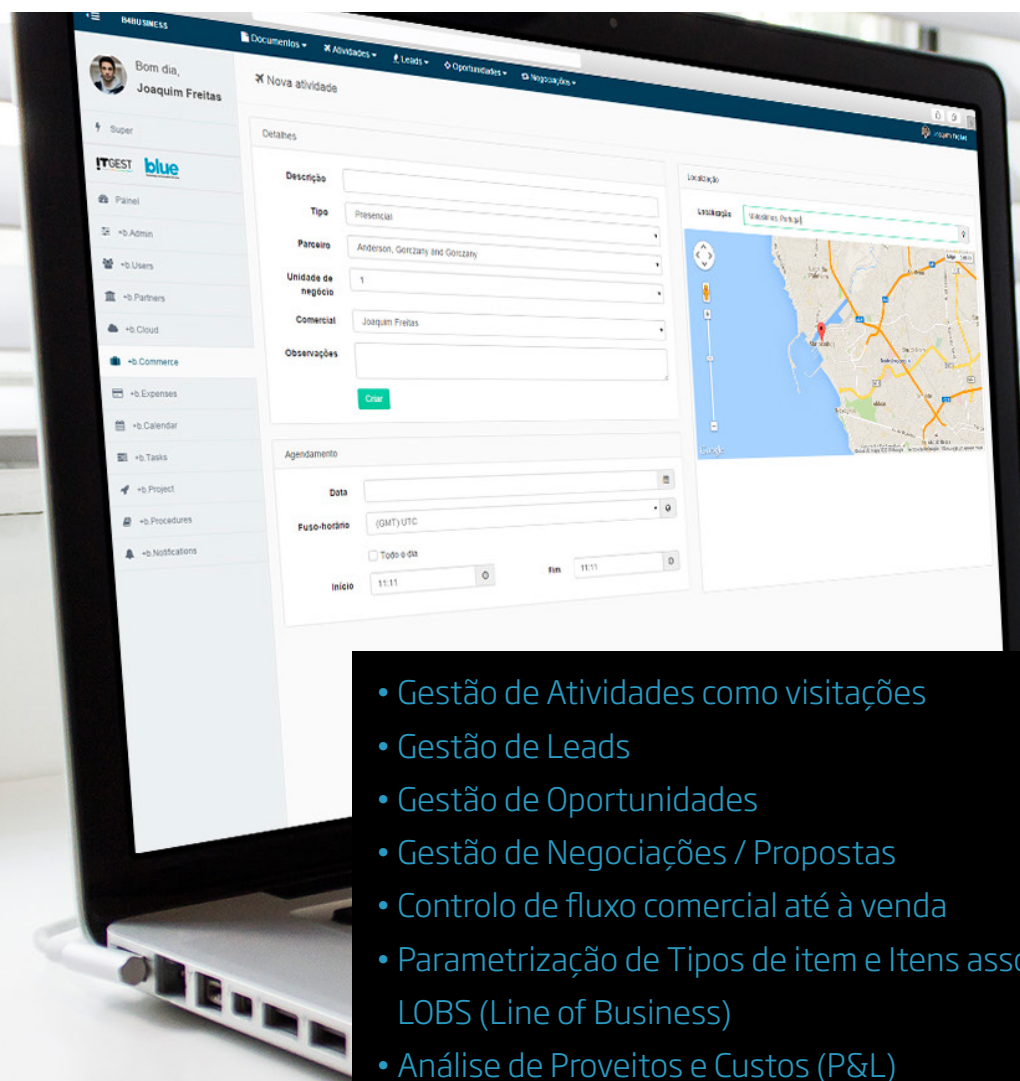 B4BUSINESS
Documentos
Atividades
Leads
Oportunidades
Negociações
Joaquim Freitas
Bom dia,
Joaquim Freitas
Super
ITGEST blue
Painel
+b.Admin
+b.Users
+b.Partners
+b.Cloud
+b.Commerce
+b.Expenses
+b.Calendar
+b.Tasks
+b.Project
+b.Procedures
+b.Notifications
Nova atividade
Detalhes
Descrição
Tipo
Presencial
Parceiro
Anderson, Gorczany and Gorczany
Unidade de
negócio
1
Comercial
Joaquim Freitas
Observações
Criar
Agendamento
Data
Fuso-horário
(GMT) UTC
Todo o dia
Início
11:11
Fim
11:11
Localização
Localização
Matosinhos, Portugal
Google
• Gestão de Atividades como visitações
• Gestão de Leads
• Gestão de Oportunidades
• Gestão de Negociações / Propostas
• Controlo de fluxo comercial até à venda
• Parametrização de Tipos de item e Itens asso
LOBS (Line of Business)
• Análise de Proveitos e Custos (P&L)